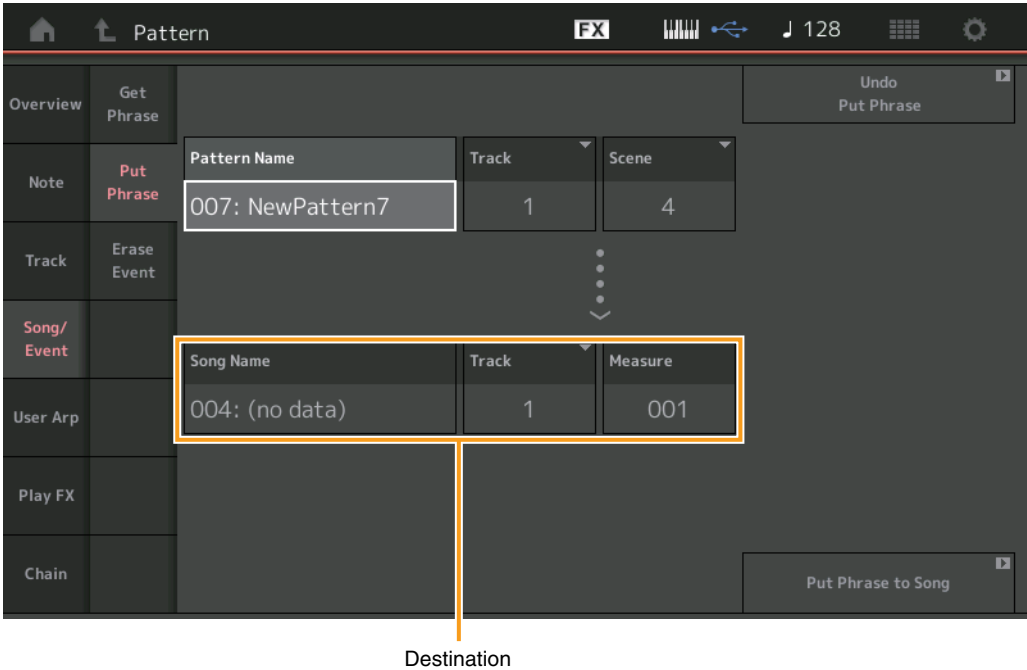 Pattern
FX
♩ 128
Overview
Get
Phrase
Undo
Put Phrase
Note
Put
Phrase
Pattern Name
Track
Scene
007: NewPattern7
1
4
Track
Erase
Event
Song/
Event
Song Name
Track
Measure
004: (no data)
1
001
User Arp
Play FX
Chain
Put Phrase to Song
Destination